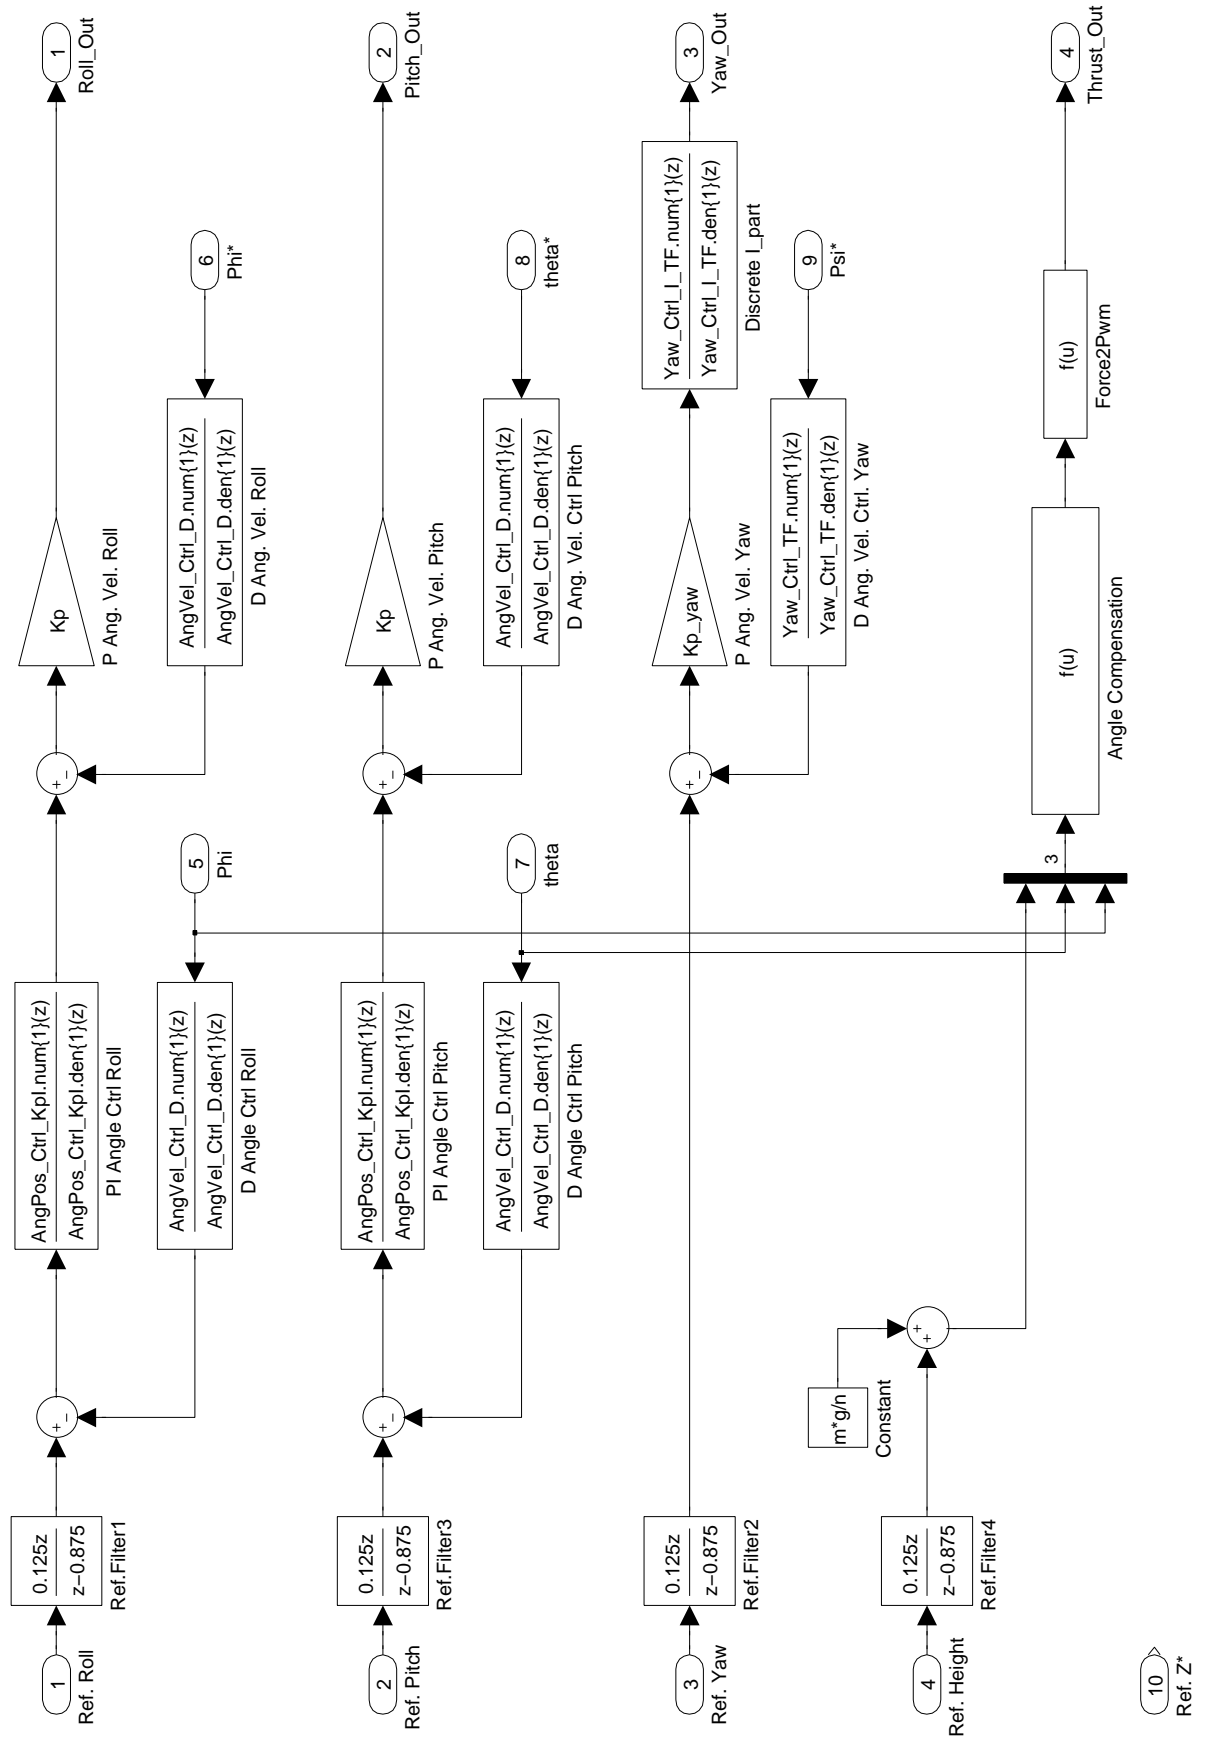 1
Ref. Roll
0.125z
z−0.875
Ref.Filter1
+
−
AngPos_Ctrl_KpI.num{1}(z)
AngPos_Ctrl_KpI.den{1}(z)
PI Angle Ctrl Roll
AngVel_Ctrl_D.num{1}(z)
AngVel_Ctrl_D.den{1}(z)
D Angle Ctrl Roll
5
Phi
+
−
Kp
P Ang. Vel. Roll
AngVel_Ctrl_D.num{1}(z)
AngVel_Ctrl_D.den{1}(z)
D Ang. Vel. Roll
6
Phi*
1
Roll_Out
2
Ref. Pitch
0.125z
z−0.875
Ref.Filter3
+
−
AngPos_Ctrl_KpI.num{1}(z)
AngPos_Ctrl_KpI.den{1}(z)
PI Angle Ctrl Pitch
AngVel_Ctrl_D.num{1}(z)
AngVel_Ctrl_D.den{1}(z)
D Angle Ctrl Pitch
7
theta
+
−
Kp
P Ang. Vel. Pitch
AngVel_Ctrl_D.num{1}(z)
AngVel_Ctrl_D.den{1}(z)
D Ang. Vel. Ctrl Pitch
8
theta*
2
Pitch_Out
3
Ref. Yaw
0.125z
z−0.875
Ref.Filter2
+
−
Kp_yaw
P Ang. Vel. Yaw
Yaw_Ctrl_TF.num{1}(z)
Yaw_Ctrl_TF.den{1}(z)
D Ang. Vel. Ctrl. Yaw
Yaw_Ctrl_I_TF.num{1}(z)
Yaw_Ctrl_I_TF.den{1}(z)
Discrete I_part
9
Psi*
3
Yaw_Out
4
Ref. Height
0.125z
z−0.875
Ref.Filter4
m*g/n
Constant
+
+
3
f(u)
Angle Compensation
f(u)
Force2Pwm
4
Thrust_Out
10
Ref. Z*